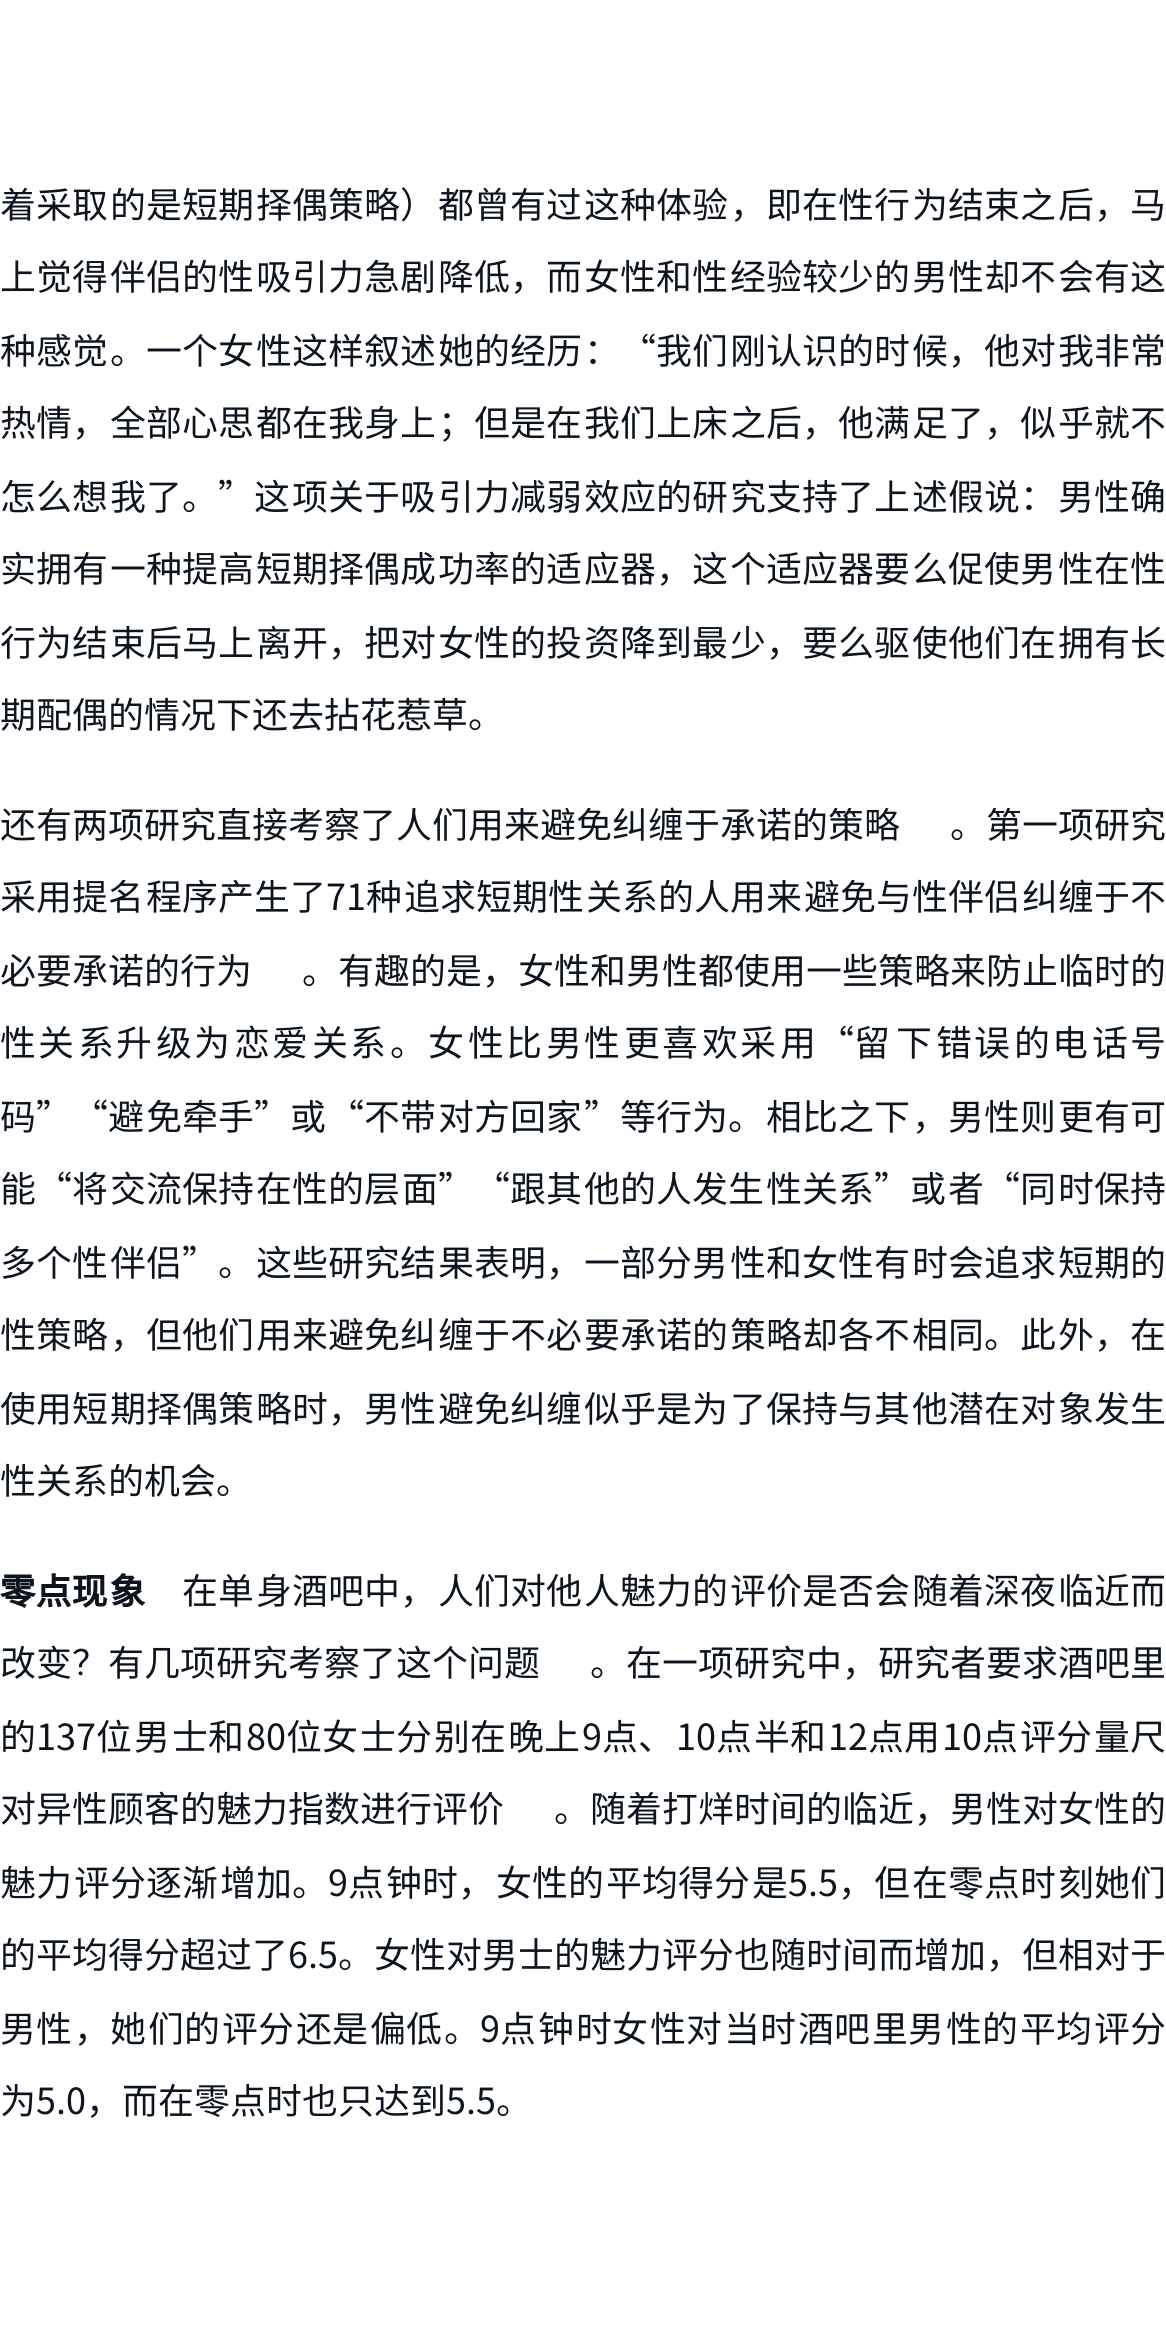 着采取的是短期择偶策略）都曾有过这种体验，即在性行为结束之后，马
上觉得伴侣的性吸引力急剧降低，而女性和性经验较少的男性却不会有这
种感觉。一个女性这样叙述她的经历：“我们刚认识的时候，他对我非常
热情，全部心思都在我身上；但是在我们上床之后，他满足了，似乎就不
怎么想我了。”这项关于吸引力减弱效应的研究支持了上述假说：男性确
实拥有一种提高短期择偶成功率的适应器，这个适应器要么促使男性在性
行为结束后马上离开，把对女性的投资降到最少，要么驱使他们在拥有长
期配偶的情况下还去拈花惹草。
还有两项研究直接考察了人们用来避免纠缠于承诺的策略 。第一项研究
采用提名程序产生了71种追求短期性关系的人用来避免与性伴侣纠缠于不
必要承诺的行为 。有趣的是，女性和男性都使用一些策略来防止临时的
性关系升级为恋爱关系。女性比男性更喜欢采用“留下错误的电话号
码”“避免牵手”或“不带对方回家”等行为。相比之下，男性则更有可
能“将交流保持在性的层面”“跟其他的人发生性关系”或者“同时保持
多个性伴侣”。这些研究结果表明，一部分男性和女性有时会追求短期的
性策略，但他们用来避免纠缠于不必要承诺的策略却各不相同。此外，在
使用短期择偶策略时，男性避免纠缠似乎是为了保持与其他潜在对象发生
性关系的机会。
零点现象 在单身酒吧中，人们对他人魅力的评价是否会随着深夜临近而
改变？有几项研究考察了这个问题 。在一项研究中，研究者要求酒吧里
的137位男士和80位女士分别在晚上9点、10点半和12点用10点评分量尺
对异性顾客的魅力指数进行评价 。随着打烊时间的临近，男性对女性的
魅力评分逐渐增加。9点钟时，女性的平均得分是5.5，但在零点时刻她们
的平均得分超过了6.5。女性对男士的魅力评分也随时间而增加，但相对于
男性，她们的评分还是偏低。9点钟时女性对当时酒吧里男性的平均评分
为5.0，而在零点时也只达到5.5。